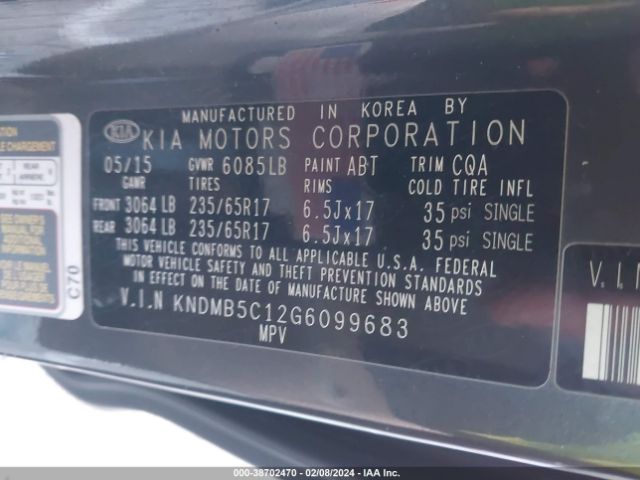 MANUFACTURED IN KOREA BY
KIA KIA MOTORS CORPORATION
05/15 GVWR 6085LB PAINT ABT TRIM CQA
GAWR TIRES RIMS COLD TIRE INFL
FRONT 3064 LB 235/65R17 6.5Jx17 35 psi SINGLE
REAR 3064 LB 235/65R17 6.5Jx17 35 psi SINGLE
THIS VEHICLE CONFORMS TO ALL APPLICABLE U.S.A. FEDERAL
MOTOR VEHICLE SAFETY AND THEFT PREVENTION STANDARDS
IN EFFECT ON THE DATE OF MANUFACTURE SHOWN ABOVE.
V.I.N KNDMB5C12G6099683
MPV
C70
V.I.N
000-38702470 - 02/08/2024 - IAA Inc.